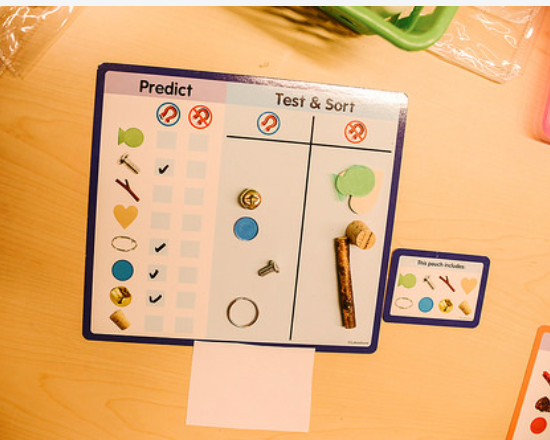 Predict
Test & Sort
This pouch includes: